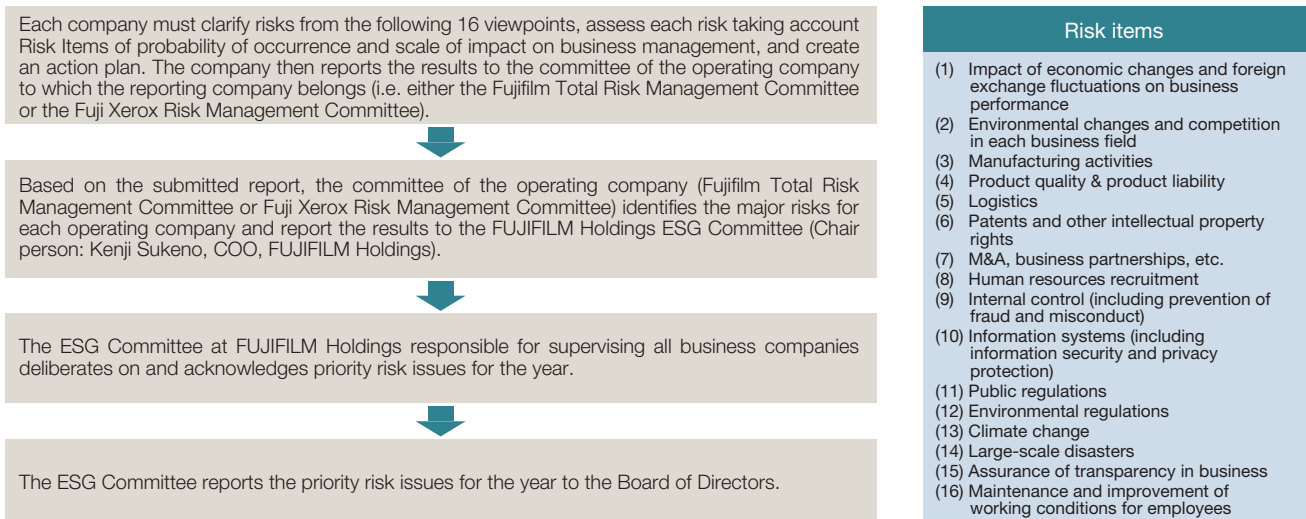 Each company must clarify risks from the following 16 viewpoints, assess each risk taking account
Risk Items of probability of occurrence and scale of impact on business management, and create
an action plan. The company then reports the results to the committee of the operating company
to which the reporting company belongs (i.e. either the Fujifilm Total Risk Management Committee
or the Fuji Xerox Risk Management Committee).
Based on the submitted report, the committee of the operating company (Fujifilm Total Risk
Management Committee or Fuji Xerox Risk Management Committee) identifies the major risks for
each operating company and report the results to the FUJIFILM Holdings ESG Committee (Chair
person: Kenji Sukeno, COO, FUJIFILM Holdings).
The ESG Committee at FUJIFILM Holdings responsible for supervising all business companies
deliberates on and acknowledges priority risk issues for the year.
The ESG Committee reports the priority risk issues for the year to the Board of Directors.
Risk items
(1) Impact of economic changes and foreign
exchange fluctuations on business
performance
(2) Environmental changes and competition
in each business field
(3) Manufacturing activities
(4) Product quality & product liability
(5) Logistics
(6) Patents and other intellectual property
rights
(7) M&A, business partnerships, etc.
(8) Human resources recruitment
(9) Internal control (including prevention of
fraud and misconduct)
(10) Information systems (including
information security and privacy
protection)
(11) Public regulations
(12) Environmental regulations
(13) Climate change
(14) Large-scale disasters
(15) Assurance of transparency in business
(16) Maintenance and improvement of
working conditions for employees